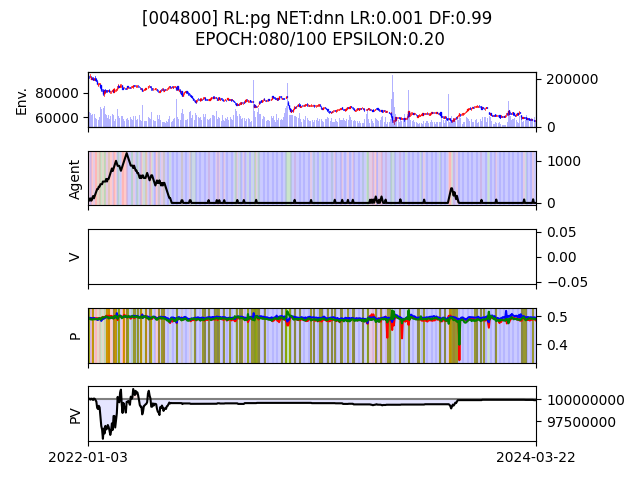 [004800] RL:pg NET:dnn LR:0.001 DF:0.99
EPOCH:080/100 EPSILON:0.20
Env.
80000
60000
200000
0
Agent
1000
0
V
0.05
0.00
−0.05
P
0.5
0.4
PV
100000000
97500000
2022-01-03
2024-03-22